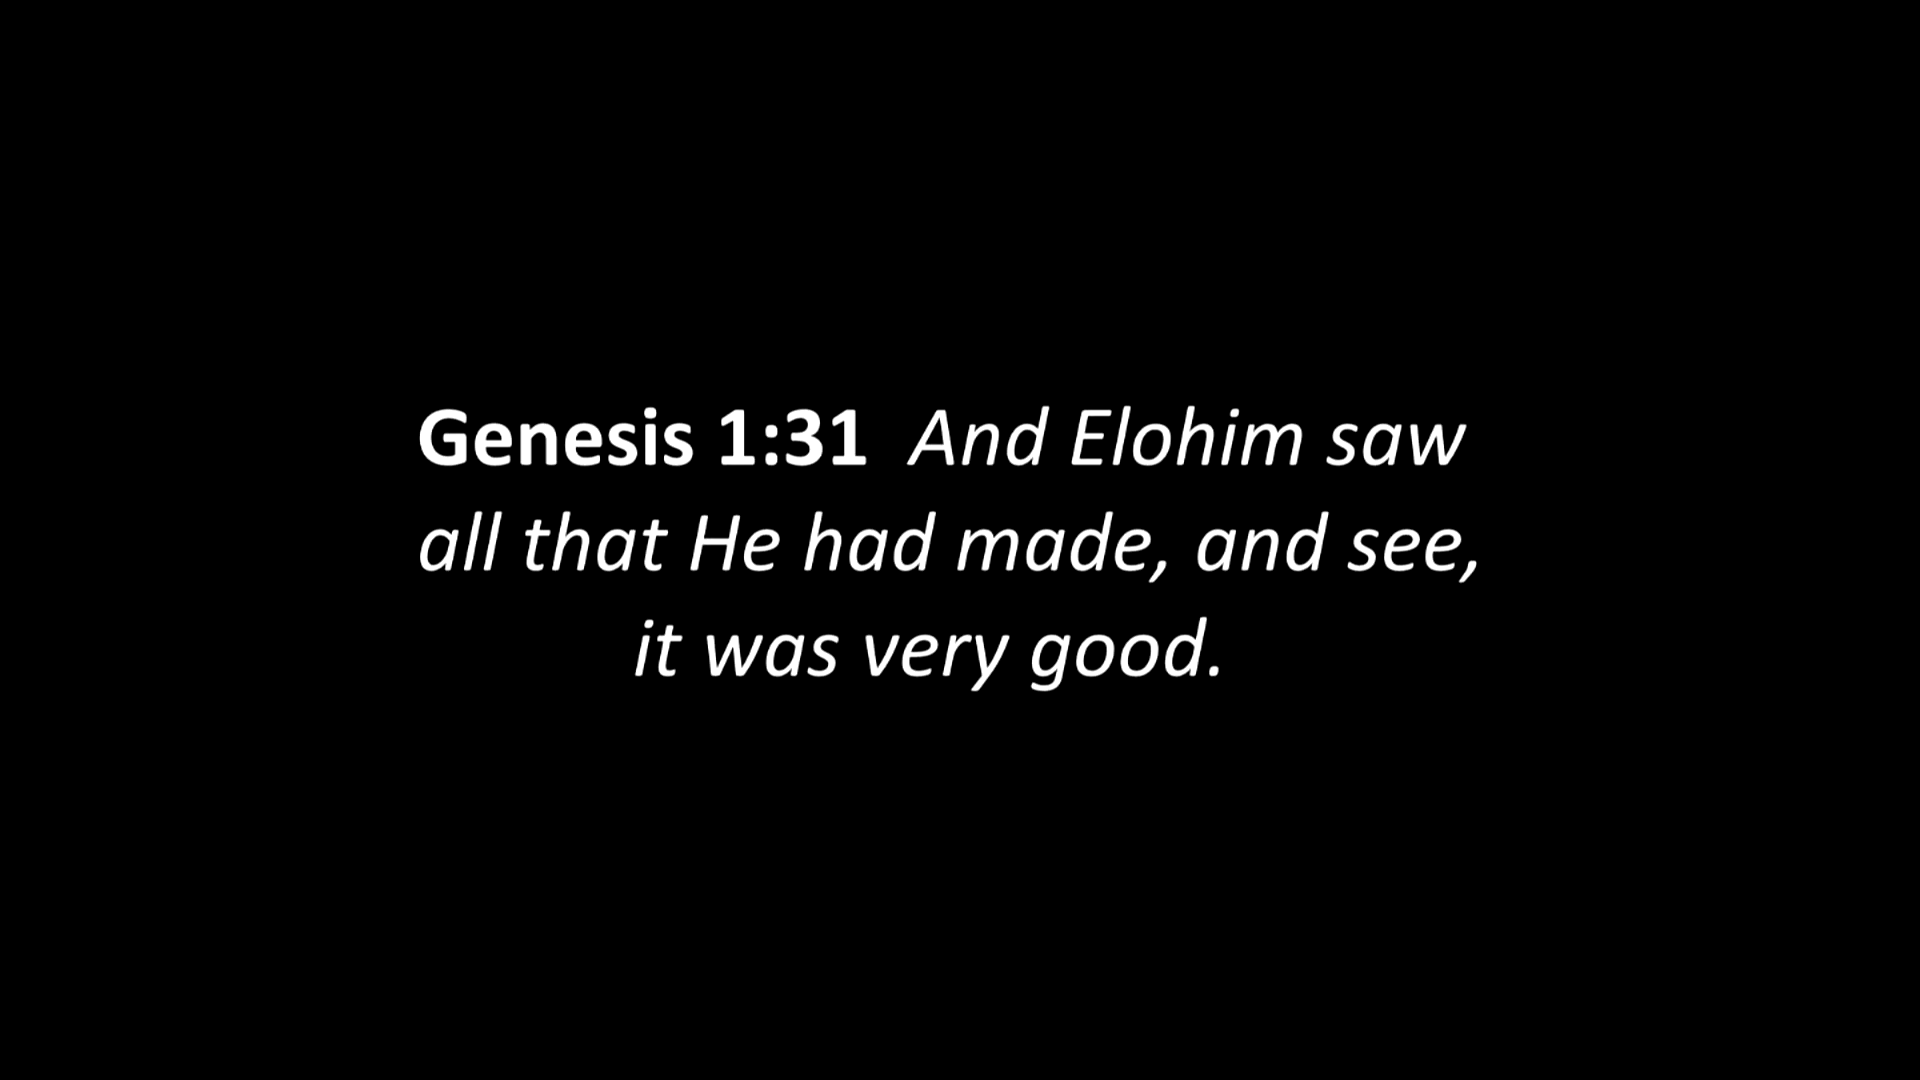 Genesis 1:31  And Elohim saw
all that He had made, and see,
it was very good.